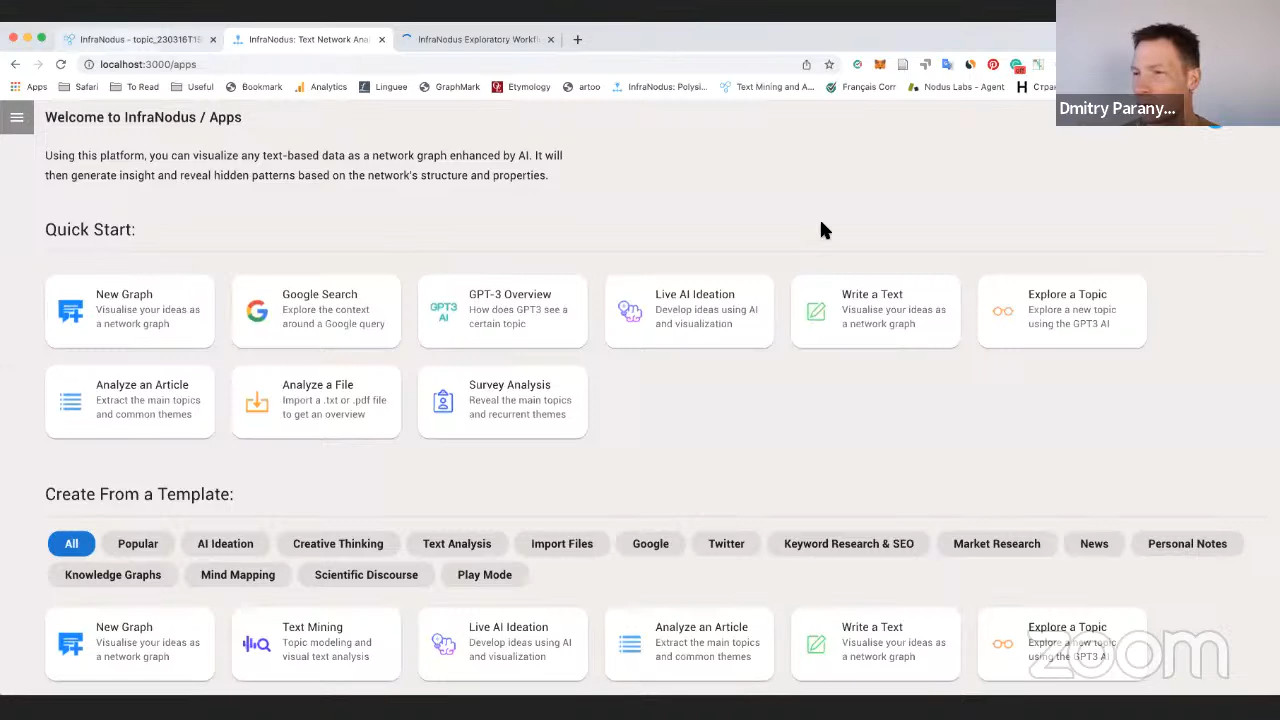 InfraNodus - topic_230316T18
InfraNodus: Text Network Ana
InfraNodus Exploratory Workfl
localhost:3000/apps
Apps Safari To Read Useful Bookmark Analytics Linguee GraphMark Etymology artoo InfraNodus: Polysi... Text Mining and A... Français Corr Nodus Labs - Agent Стра
Dmitry Parany...
Welcome to InfraNodus / Apps
Using this platform, you can visualize any text-based data as a network graph enhanced by AI. It will
then generate insight and reveal hidden patterns based on the network's structure and properties.
Quick Start:
New Graph
Visualise your ideas as
a network graph
Google Search
Explore the context
around a Google query
GPT3
AI
GPT-3 Overview
How does GPT3 see a
certain topic
Live AI Ideation
Develop ideas using AI
and visualization
Write a Text
Visualise your ideas as
a network graph
Explore a Topic
Explore a new topic
using the GPT3 AI
Analyze an Article
Extract the main topics
and common themes
Analyze a File
Import a .txt or .pdf file
to get an overview
Survey Analysis
Reveal the main topics
and recurrent themes
Create From a Template:
All Popular AI Ideation Creative Thinking Text Analysis Import Files Google Twitter Keyword Research & SEO Market Research News Personal Notes
Knowledge Graphs Mind Mapping Scientific Discourse Play Mode
New Graph
Visualise your ideas as
a network graph
Text Mining
Topic modeling and
visual text analysis
Live AI Ideation
Develop ideas using AI
and visualization
Analyze an Article
Extract the main topics
and common themes
Write a Text
Visualise your ideas as
a network graph
Explore a Topic
Explore a new topic
using the GPT3 AI
zoom